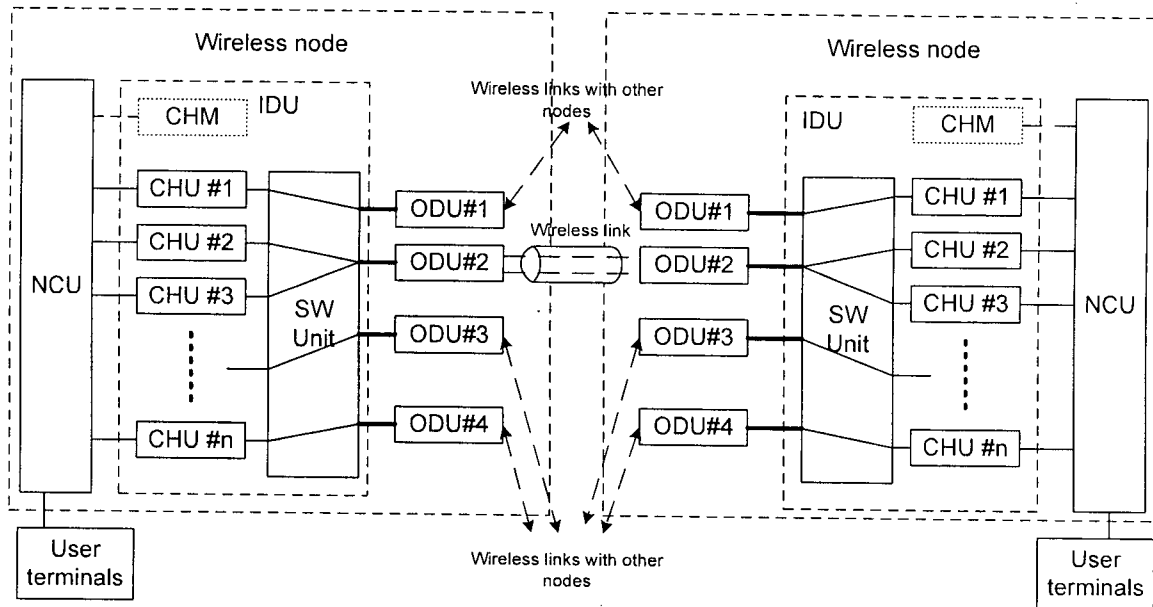 Wireless node
Wireless node
Wireless links with other
nodes
IDU
CHM
CHU #1
CHU #2
CHU #3
CHU #n
NCU
SW
Unit
ODU#1
ODU#2
ODU#3
ODU#4
Wireless link
ODU#1
ODU#2
ODU#3
ODU#4
IDU
CHM
CHU #1
CHU #2
CHU #3
CHU #n
SW
Unit
NCU
User
terminals
Wireless links with other
nodes
User
terminals